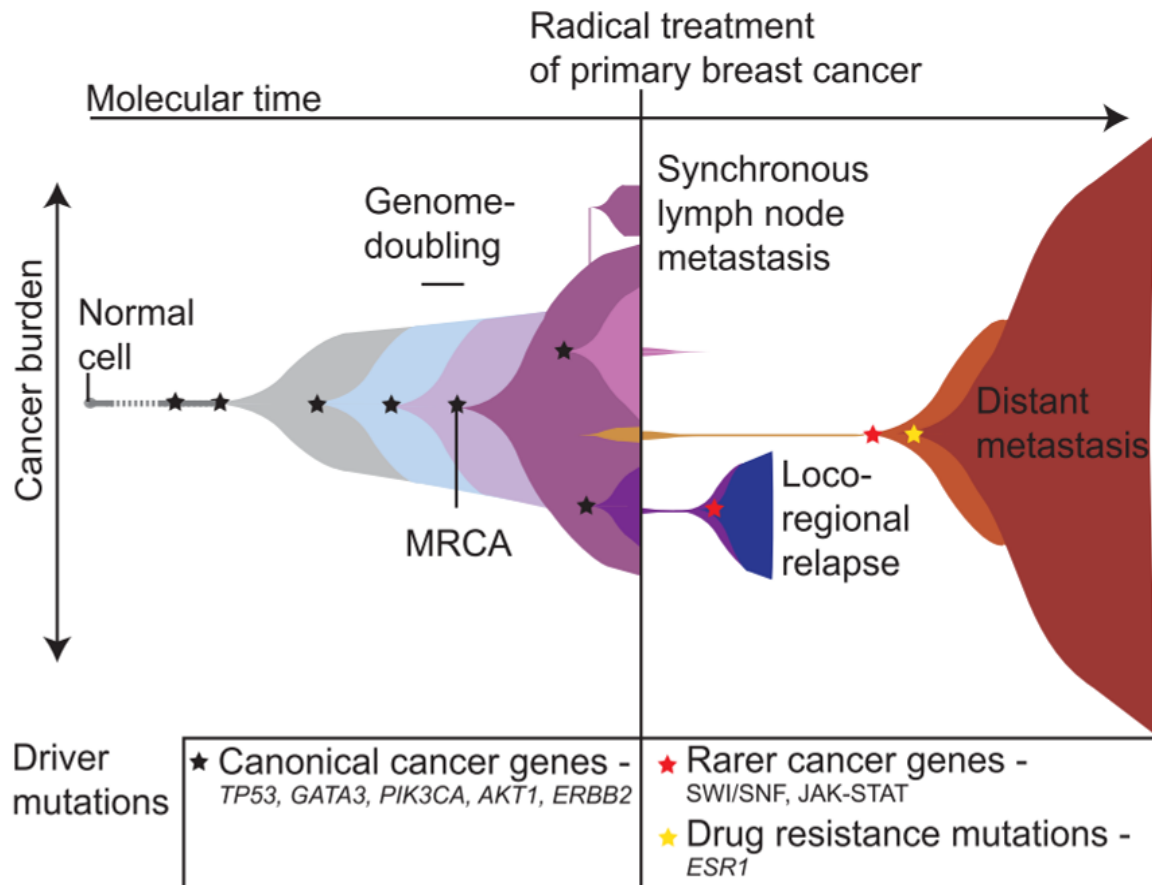 Radical treatment
of primary breast cancer
Molecular time
Synchronous
lymph node
metastasis
Genome-
doubling
Cancer burden
Normal
cell
MRCA
Distant
metastasis
Loco-
regional
relapse
Driver
mutations
Canonical cancer genes -
TP53, GATA3, PIK3CA, AKT1, ERBB2
Rarer cancer genes -
SWI/SNF, JAK-STAT
Drug resistance mutations -
ESR1